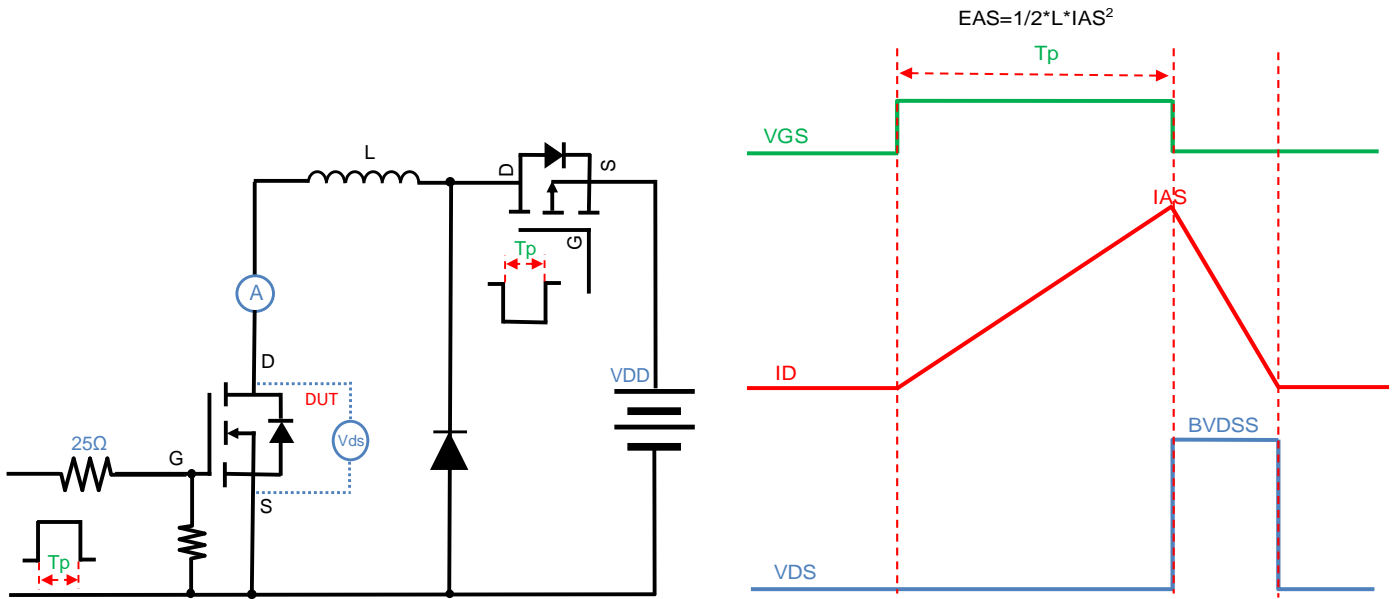 L
D
S
G
Tp
A
D
DUT
Vds
25Ω
G
S
Tp
VDD
EAS=1/2*L*IAS²
Tp
VGS
IAS
ID
BVDSS
VDS